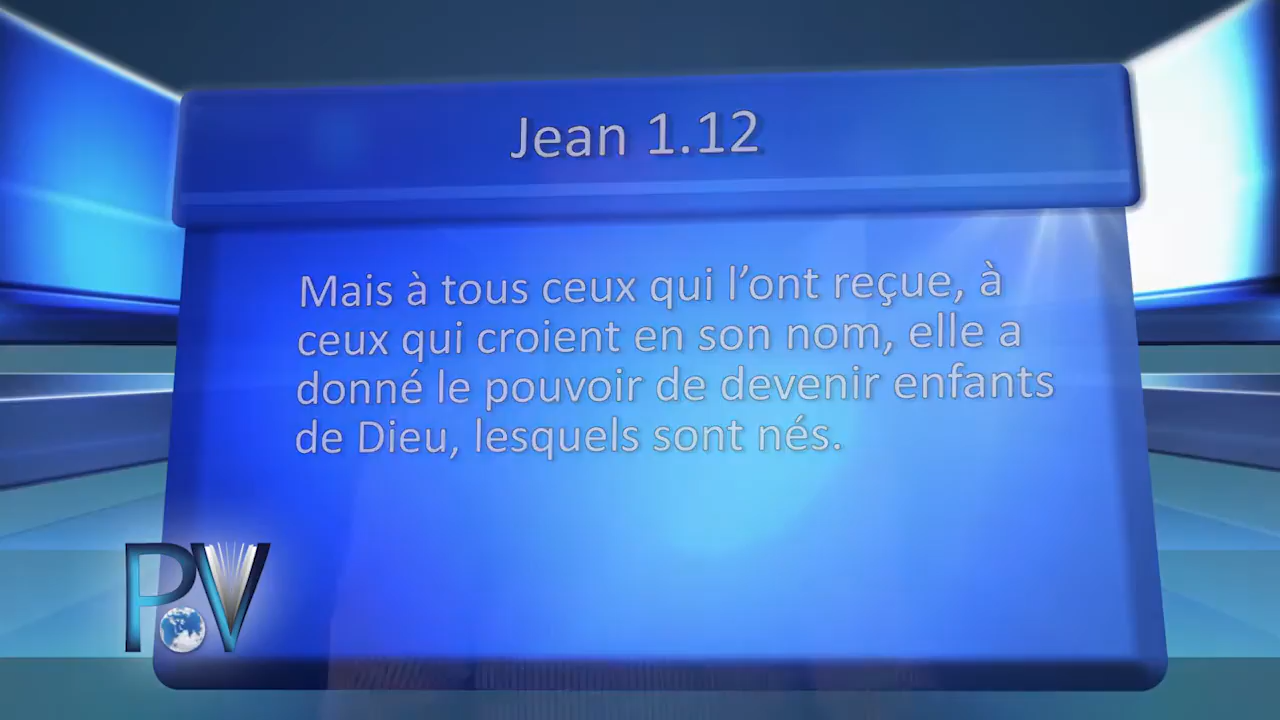 Jean 1.12
Mais à tous ceux qui l’ont reçue, à
ceux qui croient en son nom, elle a
donné le pouvoir de devenir enfants
de Dieu, lesquels sont nés.
PV